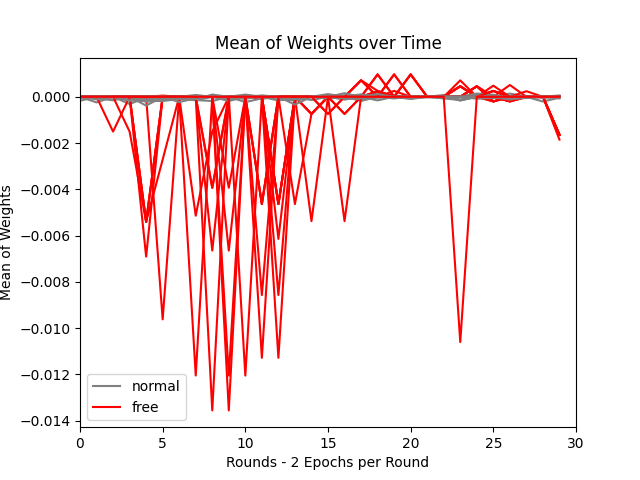 Mean of Weights over Time
Mean of Weights
0.000
−0.002
−0.004
−0.006
−0.008
−0.010
−0.012
−0.014
normal
free
0 5 10 15 20 25 30
Rounds - 2 Epochs per Round